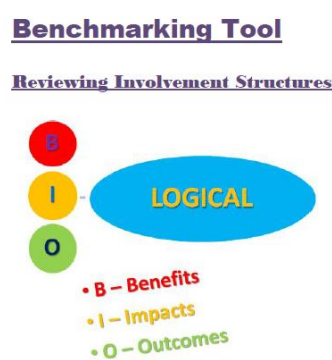 Benchmarking Tool
Reviewing Involvement Structures
B
I - LOGICAL
O
• B – Benefits
• I – Impacts
• O – Outcomes